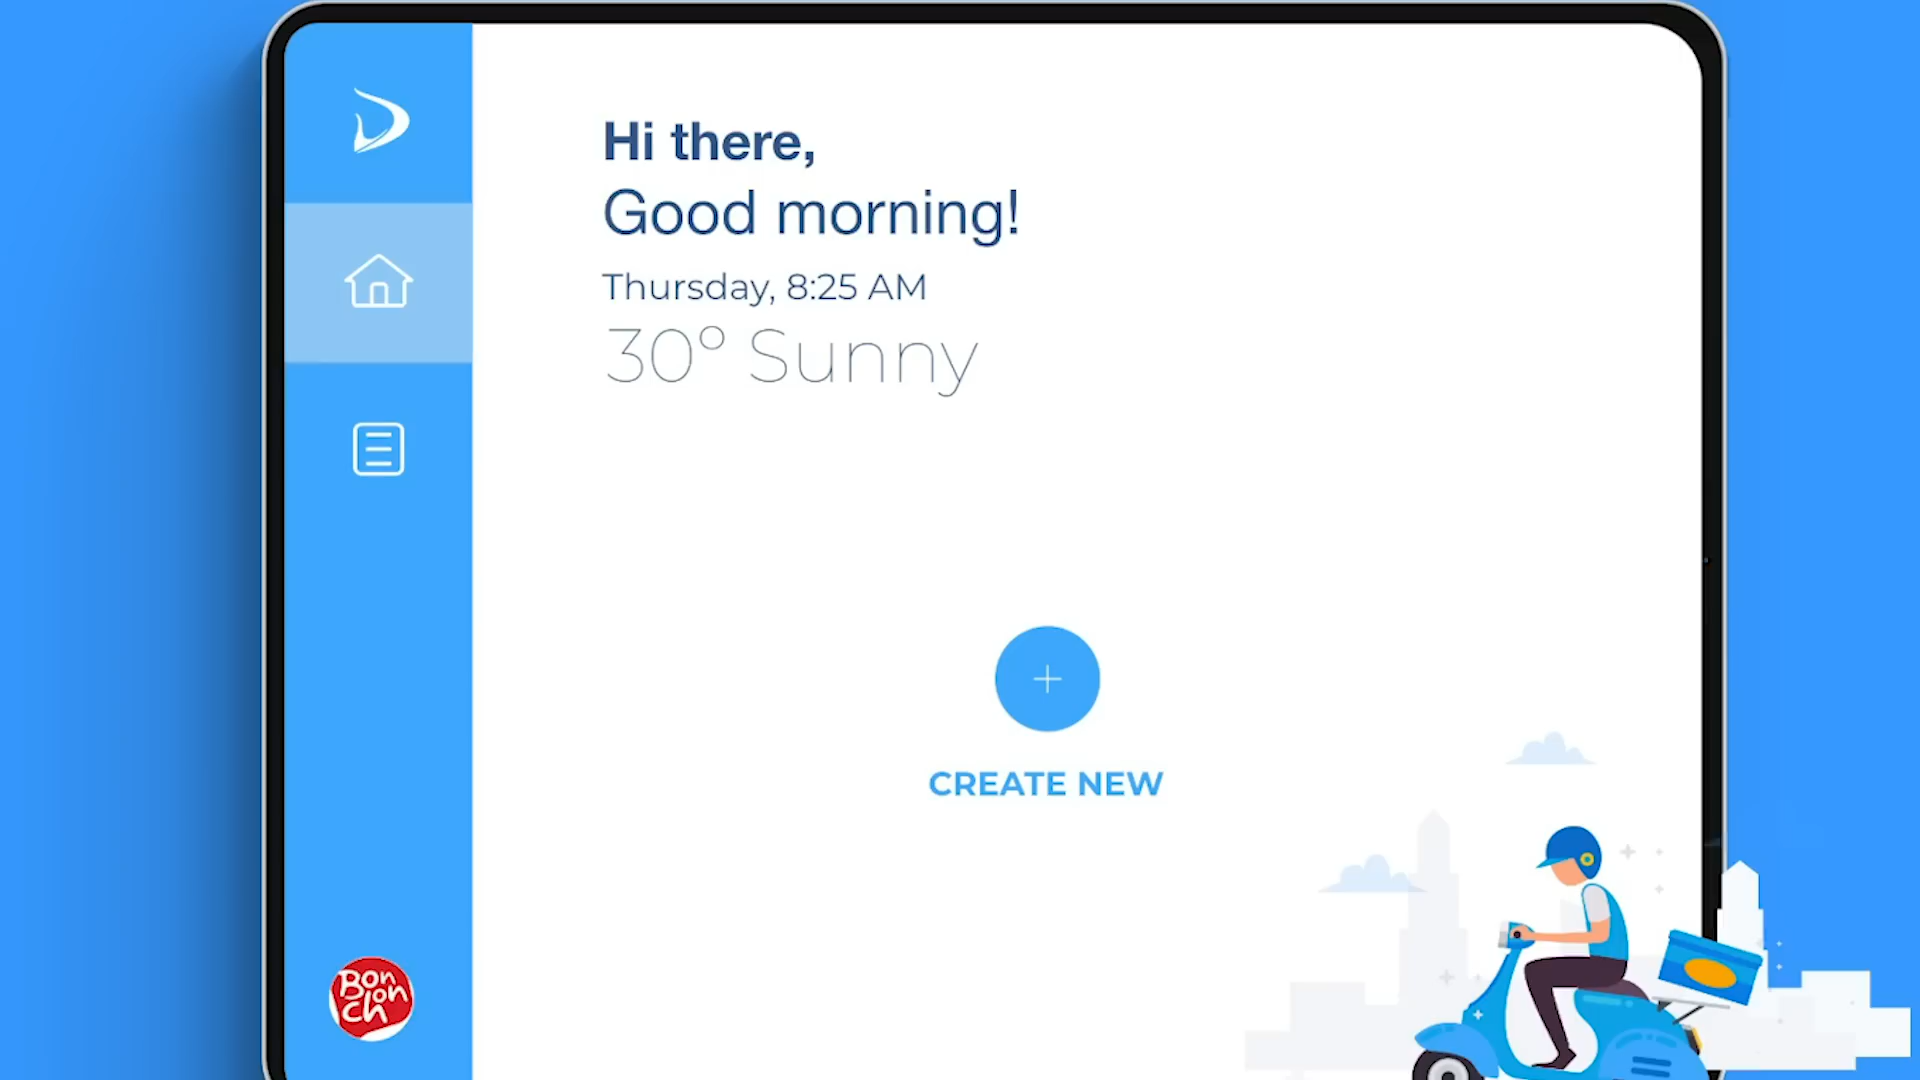 Hi there,
Good morning!
Thursday, 8:25 AM
30° Sunny
CREATE NEW
Bon
Chon